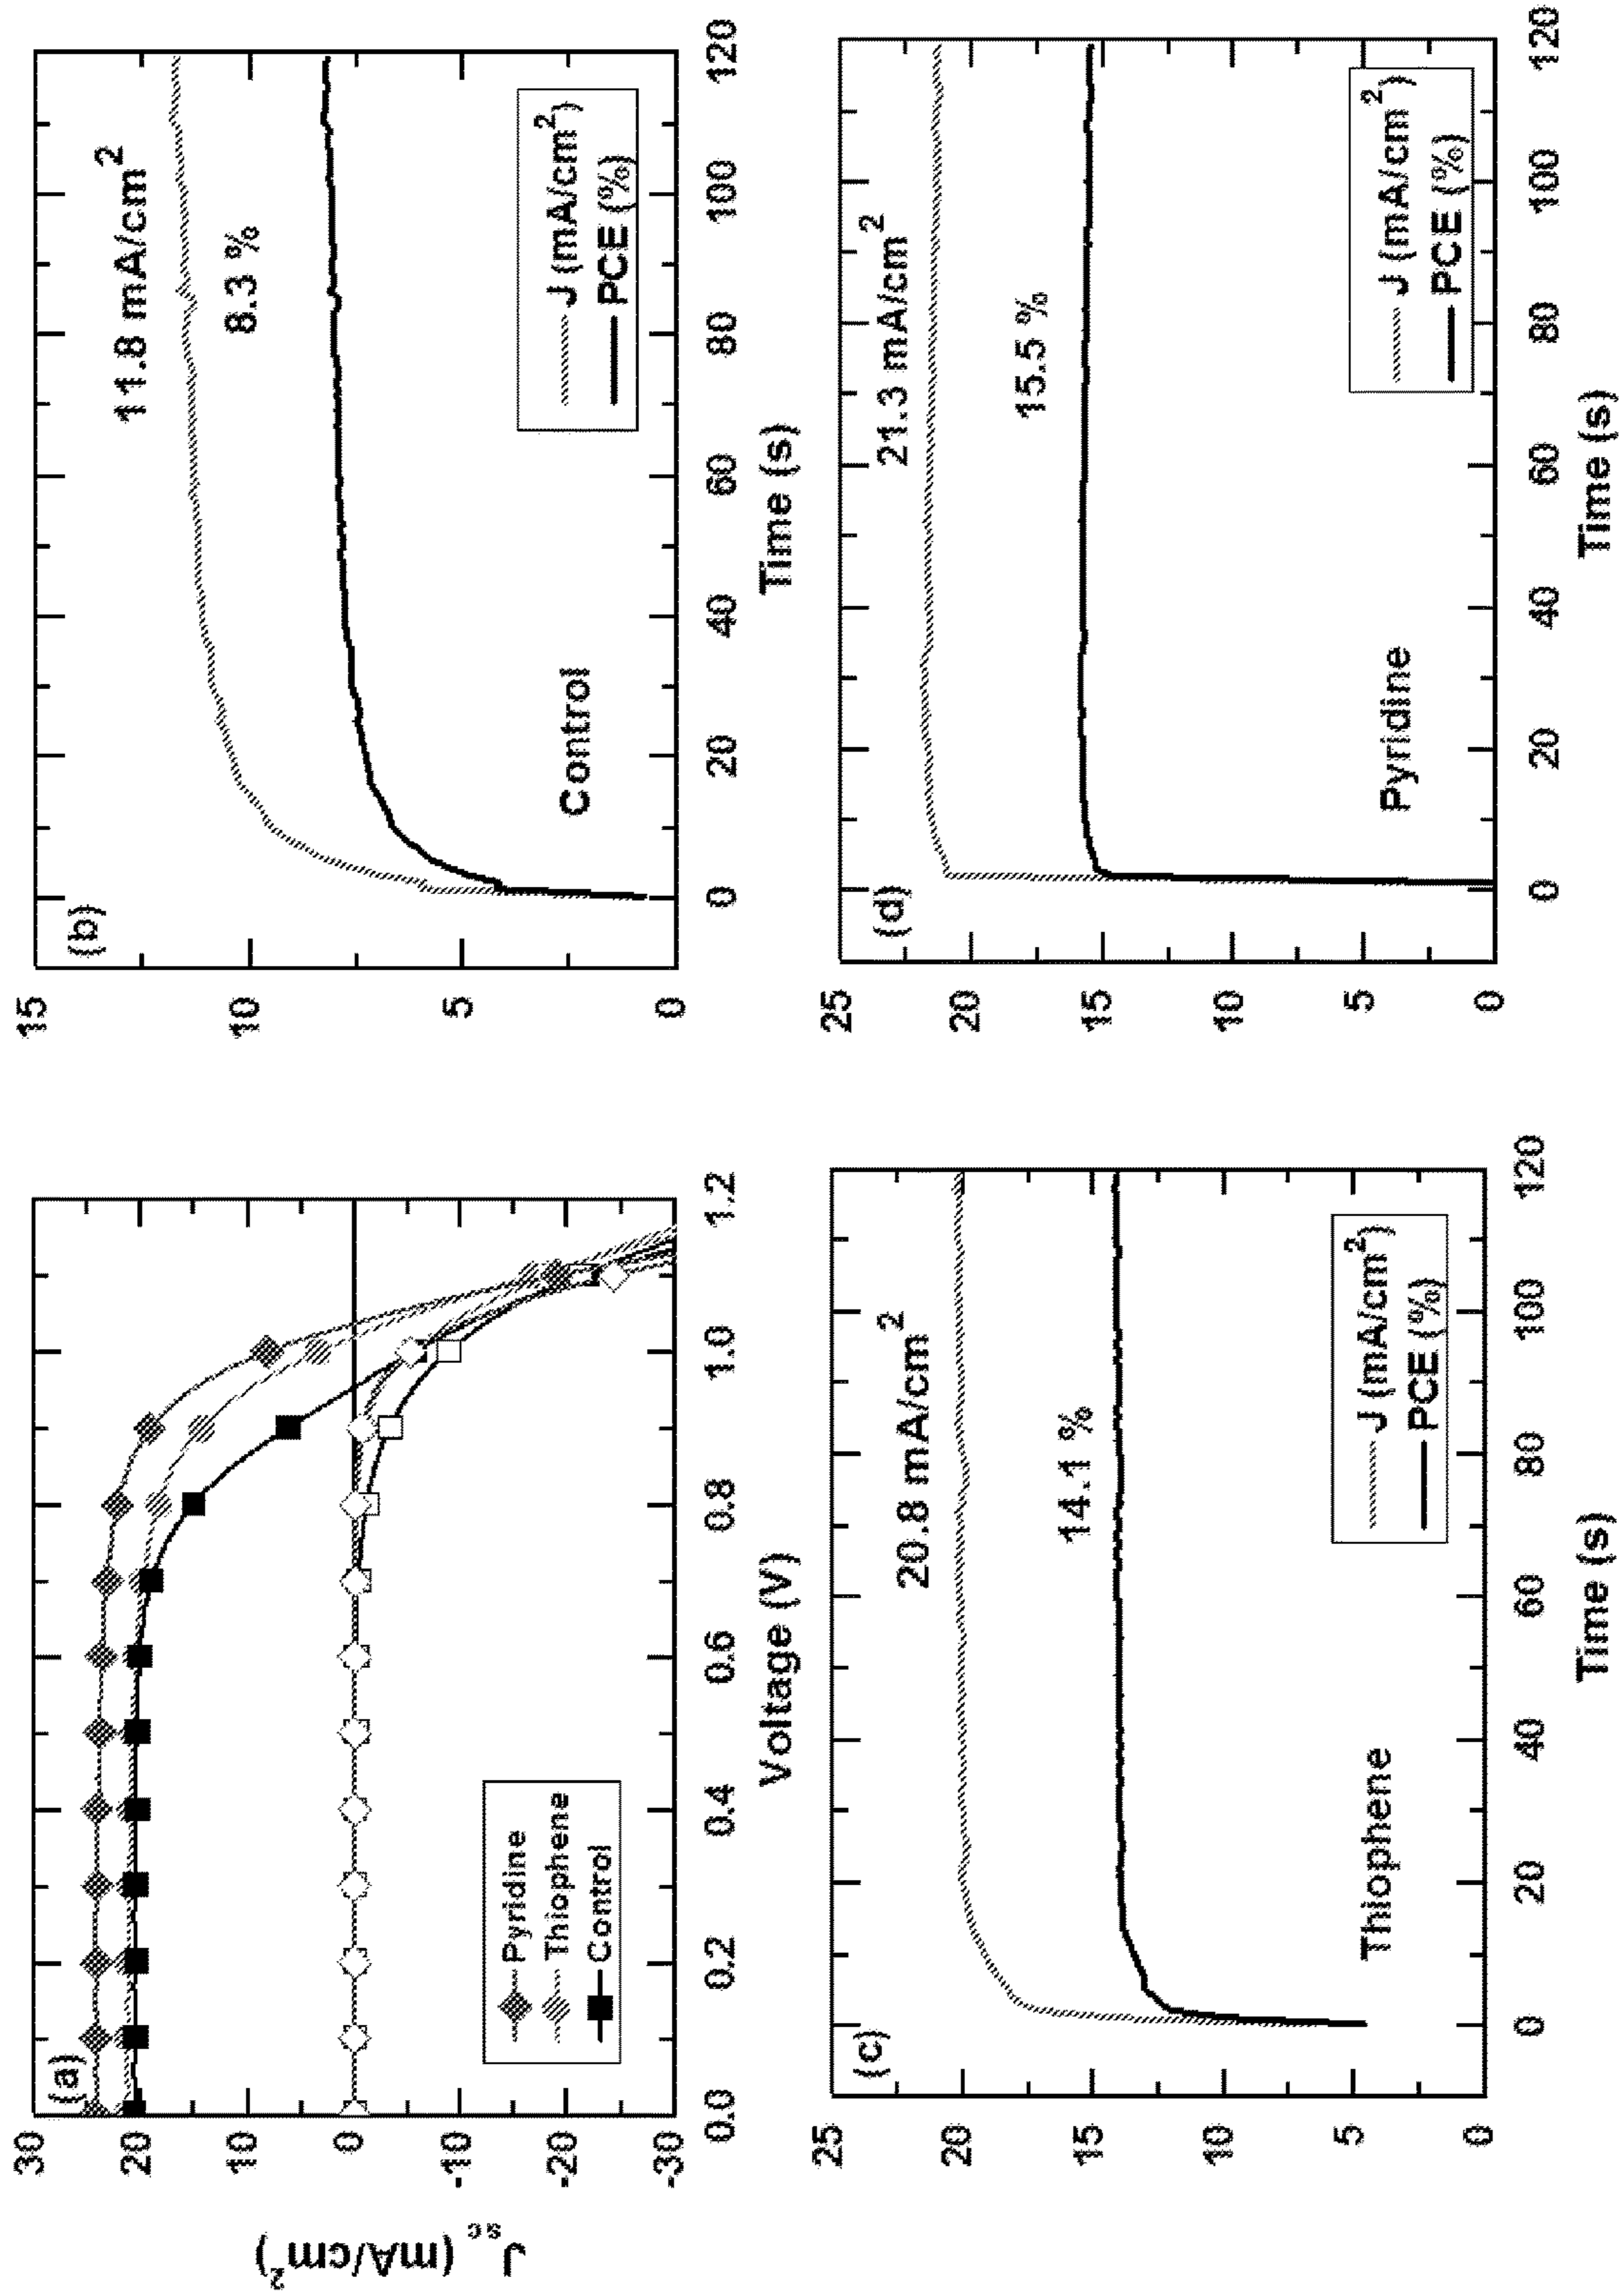 (a)
30
20
10
0
-10
-20
-30
J sc (mA/cm2)
Pyridine
Thiophene
Control
0.0 0.2 0.4 0.6 0.8 1.0 1.2
Voltage (V)
(b)
15
10
5
0
11.8 mA/cm2
8.3 %
Control
J (mA/cm2)
PCE (%)
0 20 40 60 80 100 120
Time (s)
(c)
25
20
15
10
5
0
20.8 mA/cm2
14.1 %
Thiophene
J (mA/cm2)
PCE (%)
0 20 40 60 80 100 120
Time (s)
(d)
25
20
15
10
5
0
21.3 mA/cm2
15.5 %
Pyridine
J (mA/cm2)
PCE (%)
0 20 40 60 80 100 120
Time (s)